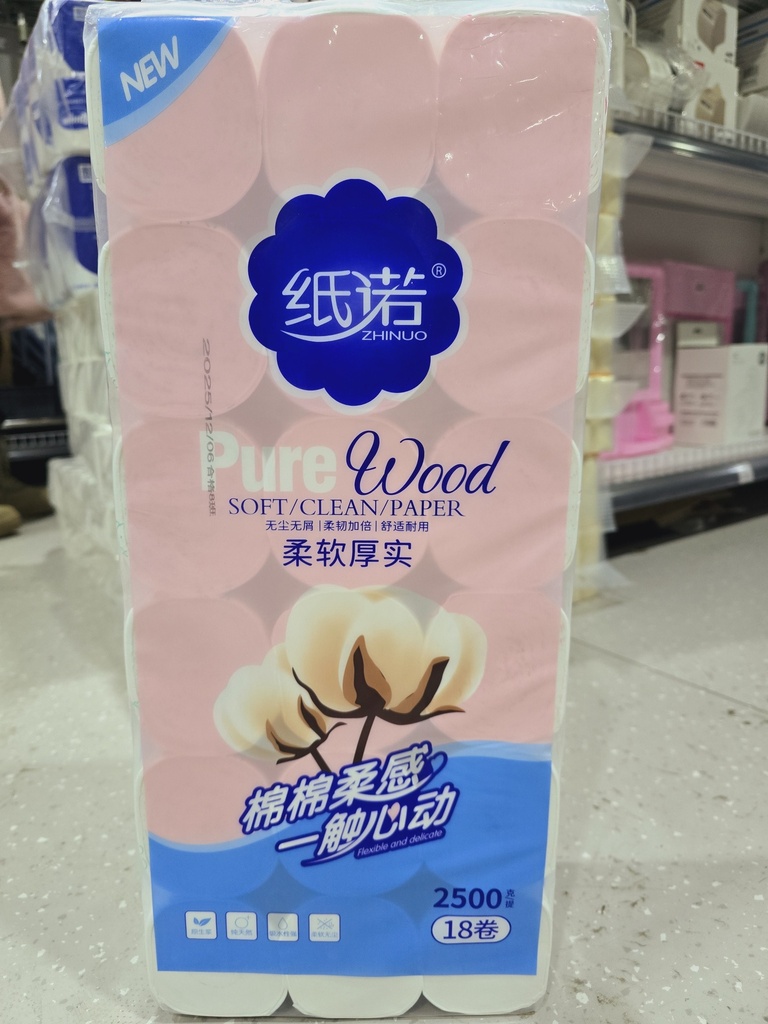 NEW
纸诺®
ZHINUO
2025/12/06
Pure Wood
SOFT/CLEAN/PAPER
无尘无屑|柔韧加倍|舒适耐用
柔软厚实
棉棉柔感
一触心动
Flexible and delicate
2500克/提
18卷